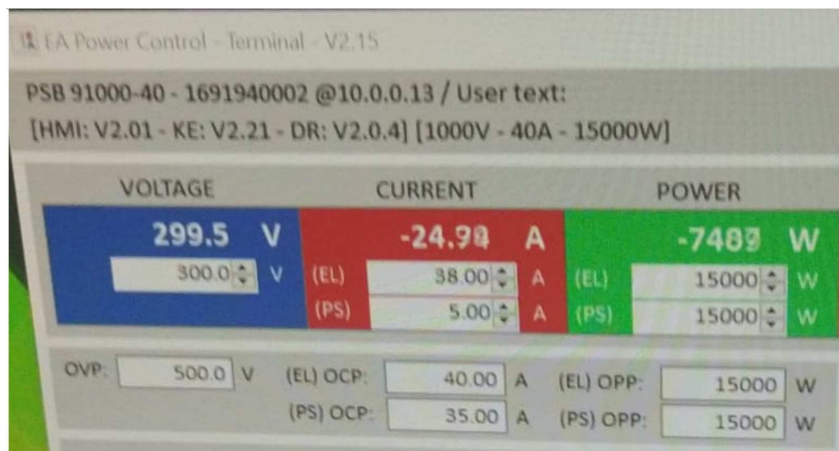 EA Power Control - Terminal - V2.15
PSB 91000-40 - 1691940002 @10.0.0.13 / User text:
[HMI: V2.01 - KE: V2.21 - DR: V2.0.4] [1000V - 40A - 15000W]
VOLTAGE CURRENT POWER
299.5 V A W
300.0 V (EL) 38.00 A (EL) 15000 W
(PS) 5.00 A (PS) 15000 W
OVP: 500.0 V (EL) OCP: 40.00 A (EL) OPP: 15000 W
(PS) OCP: 35.00 A (PS) OPP: 15000 W